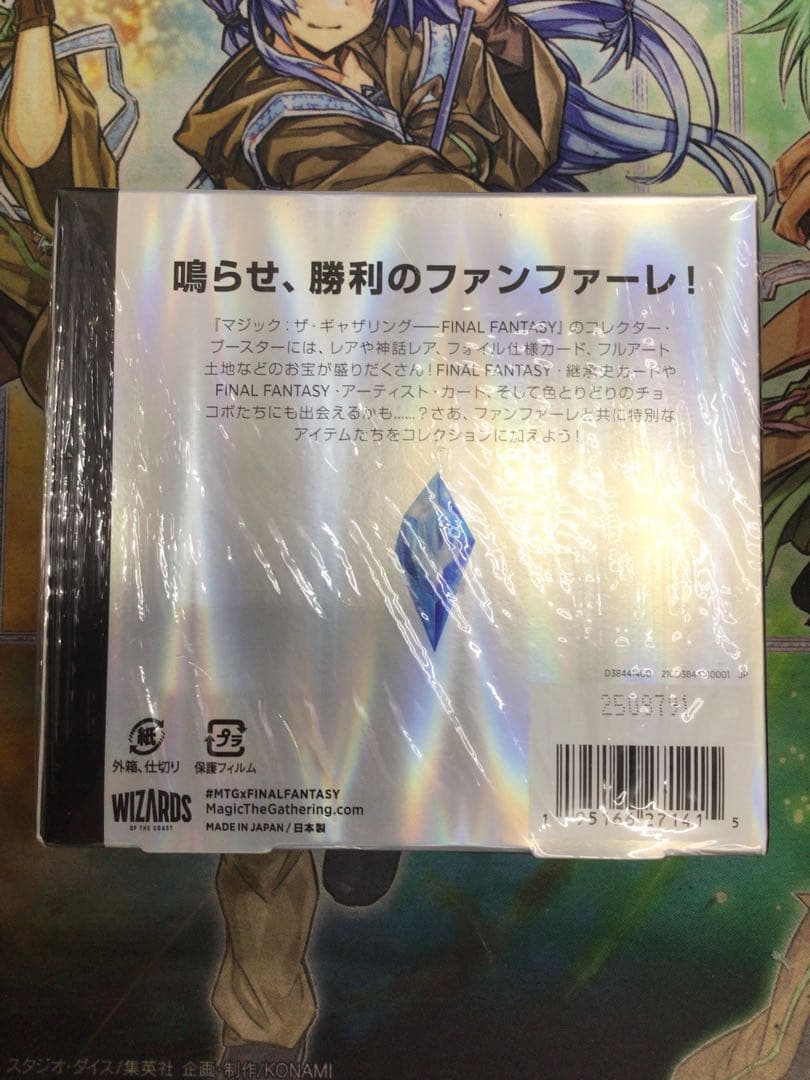 鳴らせ、勝利のファンファーレ!
『マジック:ザ・ギャザリング——FINAL FANTASY』のコレクター・
ブースターには、レアや神話レア、フォイル仕様カード、フルアート
土地などのお宝が盛りだくさん!FINAL FANTASY・継承史カードや
FINAL FANTASY・アーティスト・カード、そして色とりどりのチョ
コボたちにも出会えるかも……?さあ、ファンファーレと共に特別な
アイテムたちをコレクションに加えよう!
JP
紙
プラ
外箱、仕切り
保護フィルム
WIZARDS
OF THE COAST
#MTGxFINALFANTASY
MagicTheGathering.com
MADE IN JAPAN / 日本製
1 95166 27141 5
スタジオ・ダイス/集英社 企画・制作/KONAMI